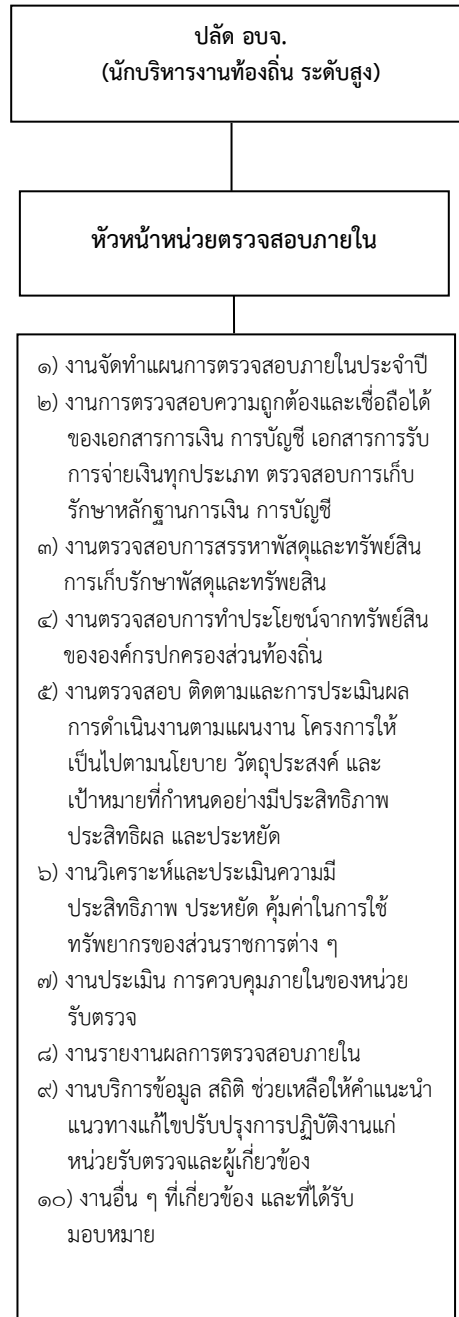 ปลัด อบจ.
(นักบริหารงานท้องถิ่น ระดับสูง)
หัวหน้าหน่วยตรวจสอบภายใน
๑) งานจัดทำแผนการตรวจสอบภายในประจำปี
๒) งานการตรวจสอบความถูกต้องและเชื่อถือได้
ของเอกสารการเงิน การบัญชี เอกสารการรับ
การจ่ายเงินทุกประเภท ตรวจสอบการเก็บ
รักษาหลักฐานการเงิน การบัญชี
๓) งานตรวจสอบการสรรหาพัสดุและทรัพย์สิน
การเก็บรักษาพัสดุและทรัพยสิน
๔) งานตรวจสอบการทำประโยชน์จากทรัพย์สิน
ขององค์กรปกครองส่วนท้องถิ่น
๕) งานตรวจสอบ ติดตามและการประเมินผล
การดำเนินงานตามแผนงาน โครงการให้
เป็นไปตามนโยบาย วัตถุประสงค์ และ
เป้าหมายที่กำหนดอย่างมีประสิทธิภาพ
ประสิทธิผล และประหยัด
๖) งานวิเคราะห์และประเมินความมี
ประสิทธิภาพ ประหยัด คุ้มค่าในการใช้
ทรัพยากรของส่วนราชการต่าง ๆ
๗) งานประเมิน การควบคุมภายในของหน่วย
รับตรวจ
๘) งานรายงานผลการตรวจสอบภายใน
๙) งานบริการข้อมูล สถิติ ช่วยเหลือให้คำแนะนำ
แนวทางแก้ไขปรับปรุงการปฏิบัติงานแก่
หน่วยรับตรวจและผู้เกี่ยวข้อง
๑๐) งานอื่น ๆ ที่เกี่ยวข้อง และที่ได้รับ
มอบหมาย